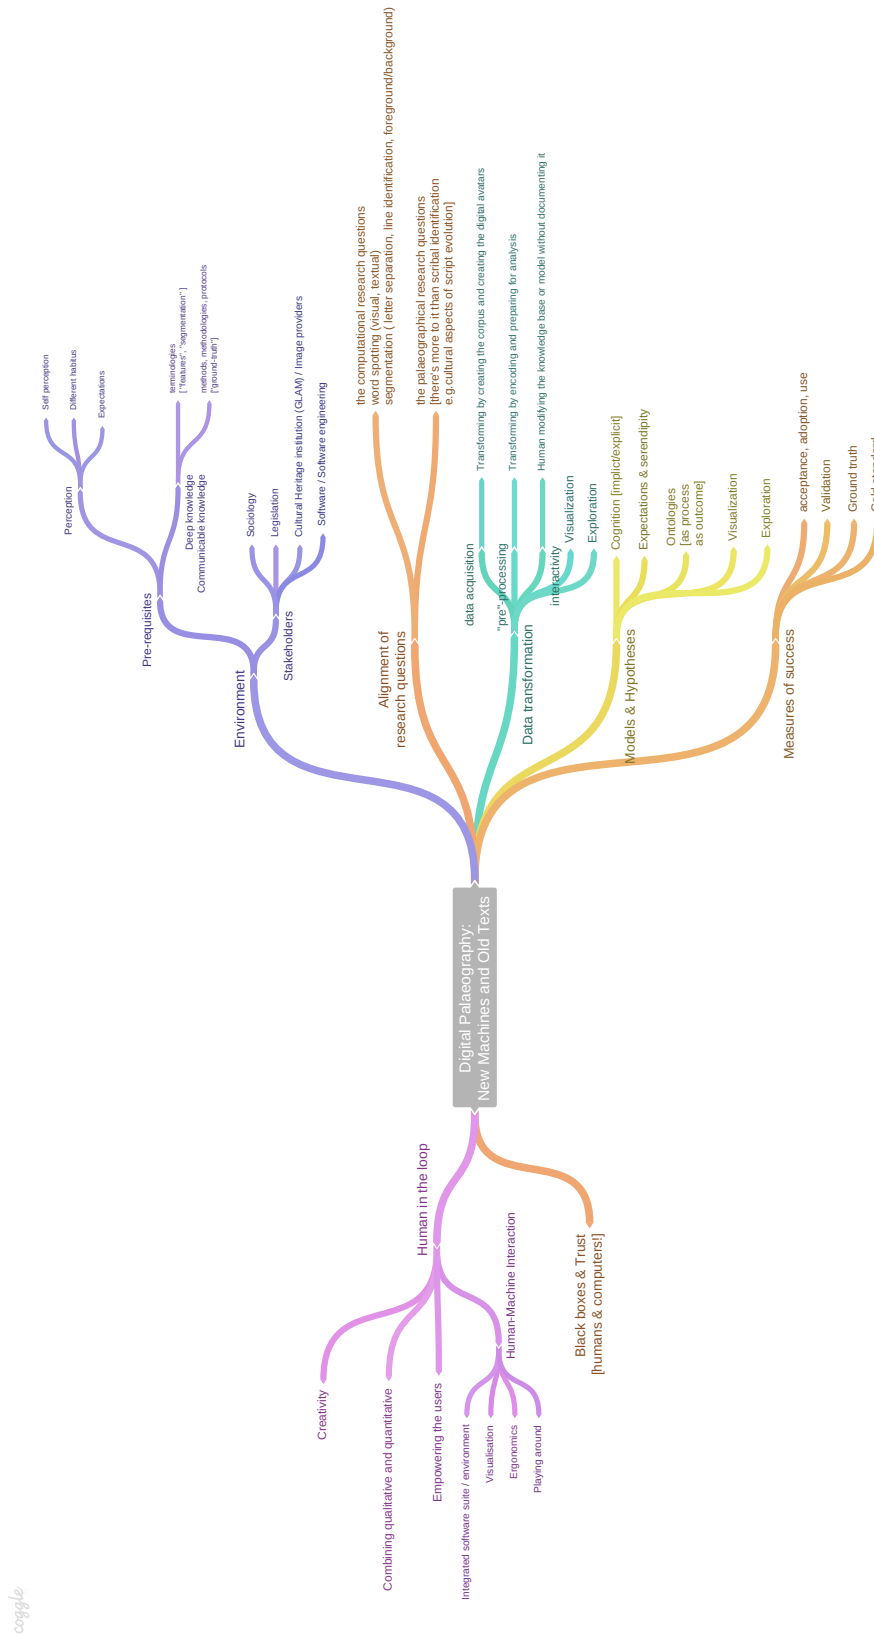 Digital Palaeography:
New Machines and Old Texts
Environment
Pre-requisites
Perception
Self perception
Different habitus
Expectations
Deep knowledge
Communicable knowledge
terminologies
[ "features", "segmentation" ]
methods, methodologies, protocols
["ground-truth"]
Stakeholders
Sociology
Legislation
Cultural Heritage institution (GLAM) / Image providers
Software / Software engineering
Alignment of
research questions
the computational research questions
word spotting (visual, textual)
segmentation ( letter separation, line identification, foreground/background)
the palaeographical research questions
[there's more to it than scribal identification
e.g.cultural aspects of script evolution]
Data transformation
data acquisition
Transforming by creating the corpus and creating the digital avatars
"pre"-processing
Transforming by encoding and preparing for analysis
interactivity
Human modifying the knowledge base or model without documenting it
Visualization
Exploration
Models & Hypotheses
Cognition [implict/explicit]
Expectations & serendipity
Ontologies
[as process
as outcome]
Visualization
Exploration
Measures of success
acceptance, adoption, use
Validation
Ground truth
Human in the loop
Creativity
Combining qualitative and quantitative
Empowering the users
Human-Machine Interaction
Integrated software suite / environment
Visualisation
Ergonomics
Playing around
Black boxes & Trust
[humans & computers!]
coggle